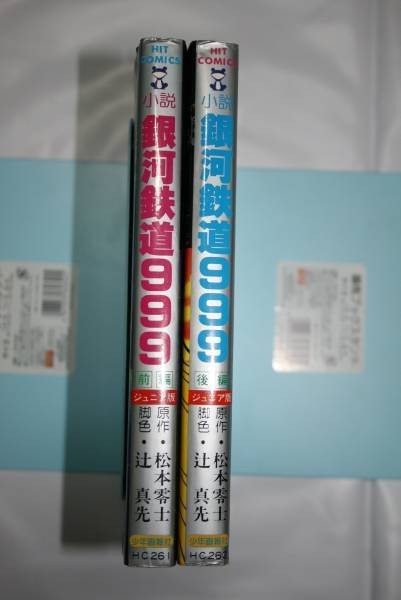 HIT
COMICS
小説
銀河鉄道999
前編
ジュニア版
原作・松本零士
脚色・辻真先
少年画報社
HC261
HIT
COMICS
小説
銀河鉄道999
後編
ジュニア版
原作・松本零士
脚色・辻真先
少年画報社